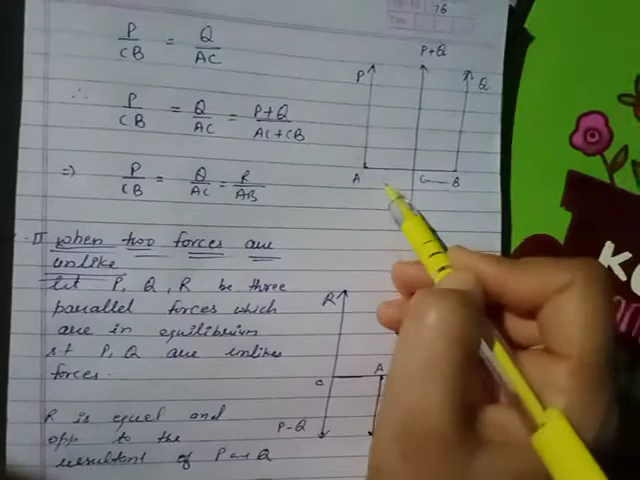 76
P/CB = Q/AC
∴ P/CB = Q/AC = P+Q/AC+CB
⇒ P/CB = Q/AC = R/AB
P
P+Q
Q
A
C
B
II When two forces are
unlike
let P, Q, R be three
parallel forces which
are in equilibrium
s.t P, Q are unlike
forces.
R is equal and
opp to the
resultant of P and Q
R
C
A
P-Q